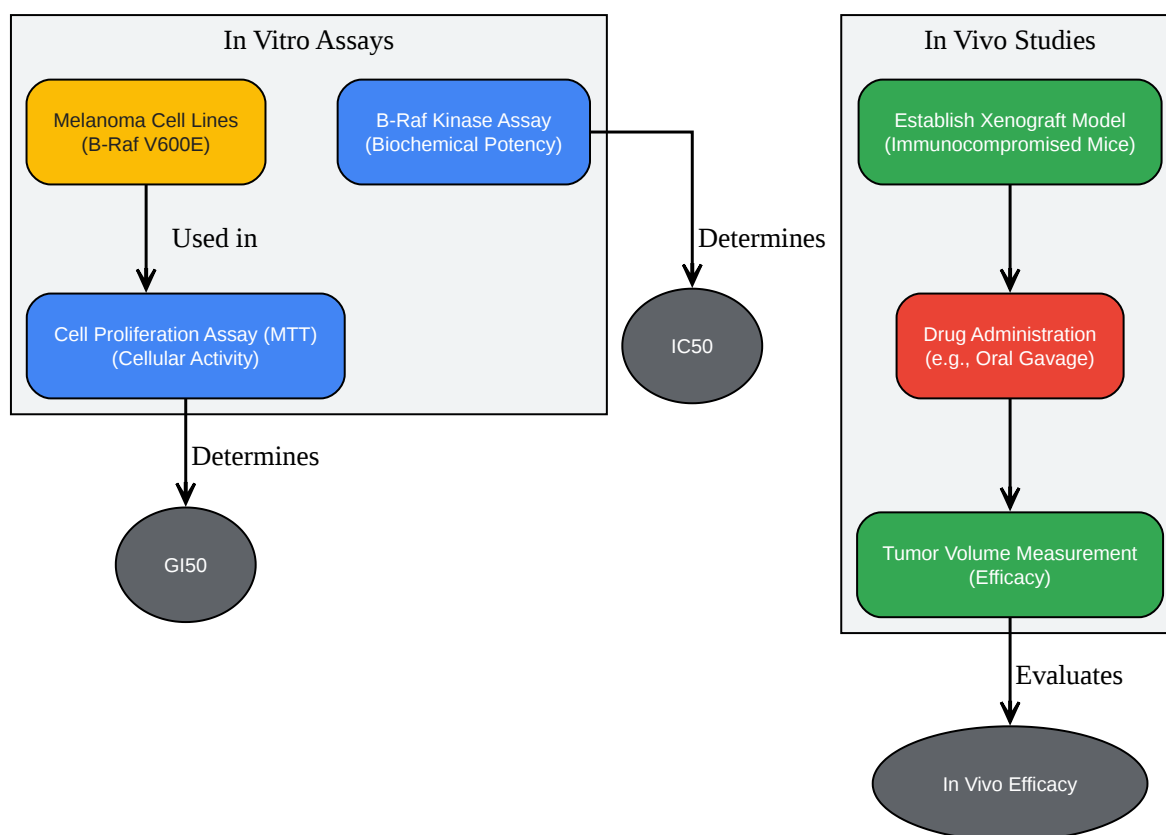 In Vitro Assays
Melanoma Cell Lines
(B-Raf V600E)
B-Raf Kinase Assay
(Biochemical Potency)
Used in
Determines
Cell Proliferation Assay (MTT)
(Cellular Activity)
IC50
Determines
GI50
In Vivo Studies
Establish Xenograft Model
(Immunocompromised Mice)
Drug Administration
(e.g., Oral Gavage)
Tumor Volume Measurement
(Efficacy)
Evaluates
In Vivo Efficacy